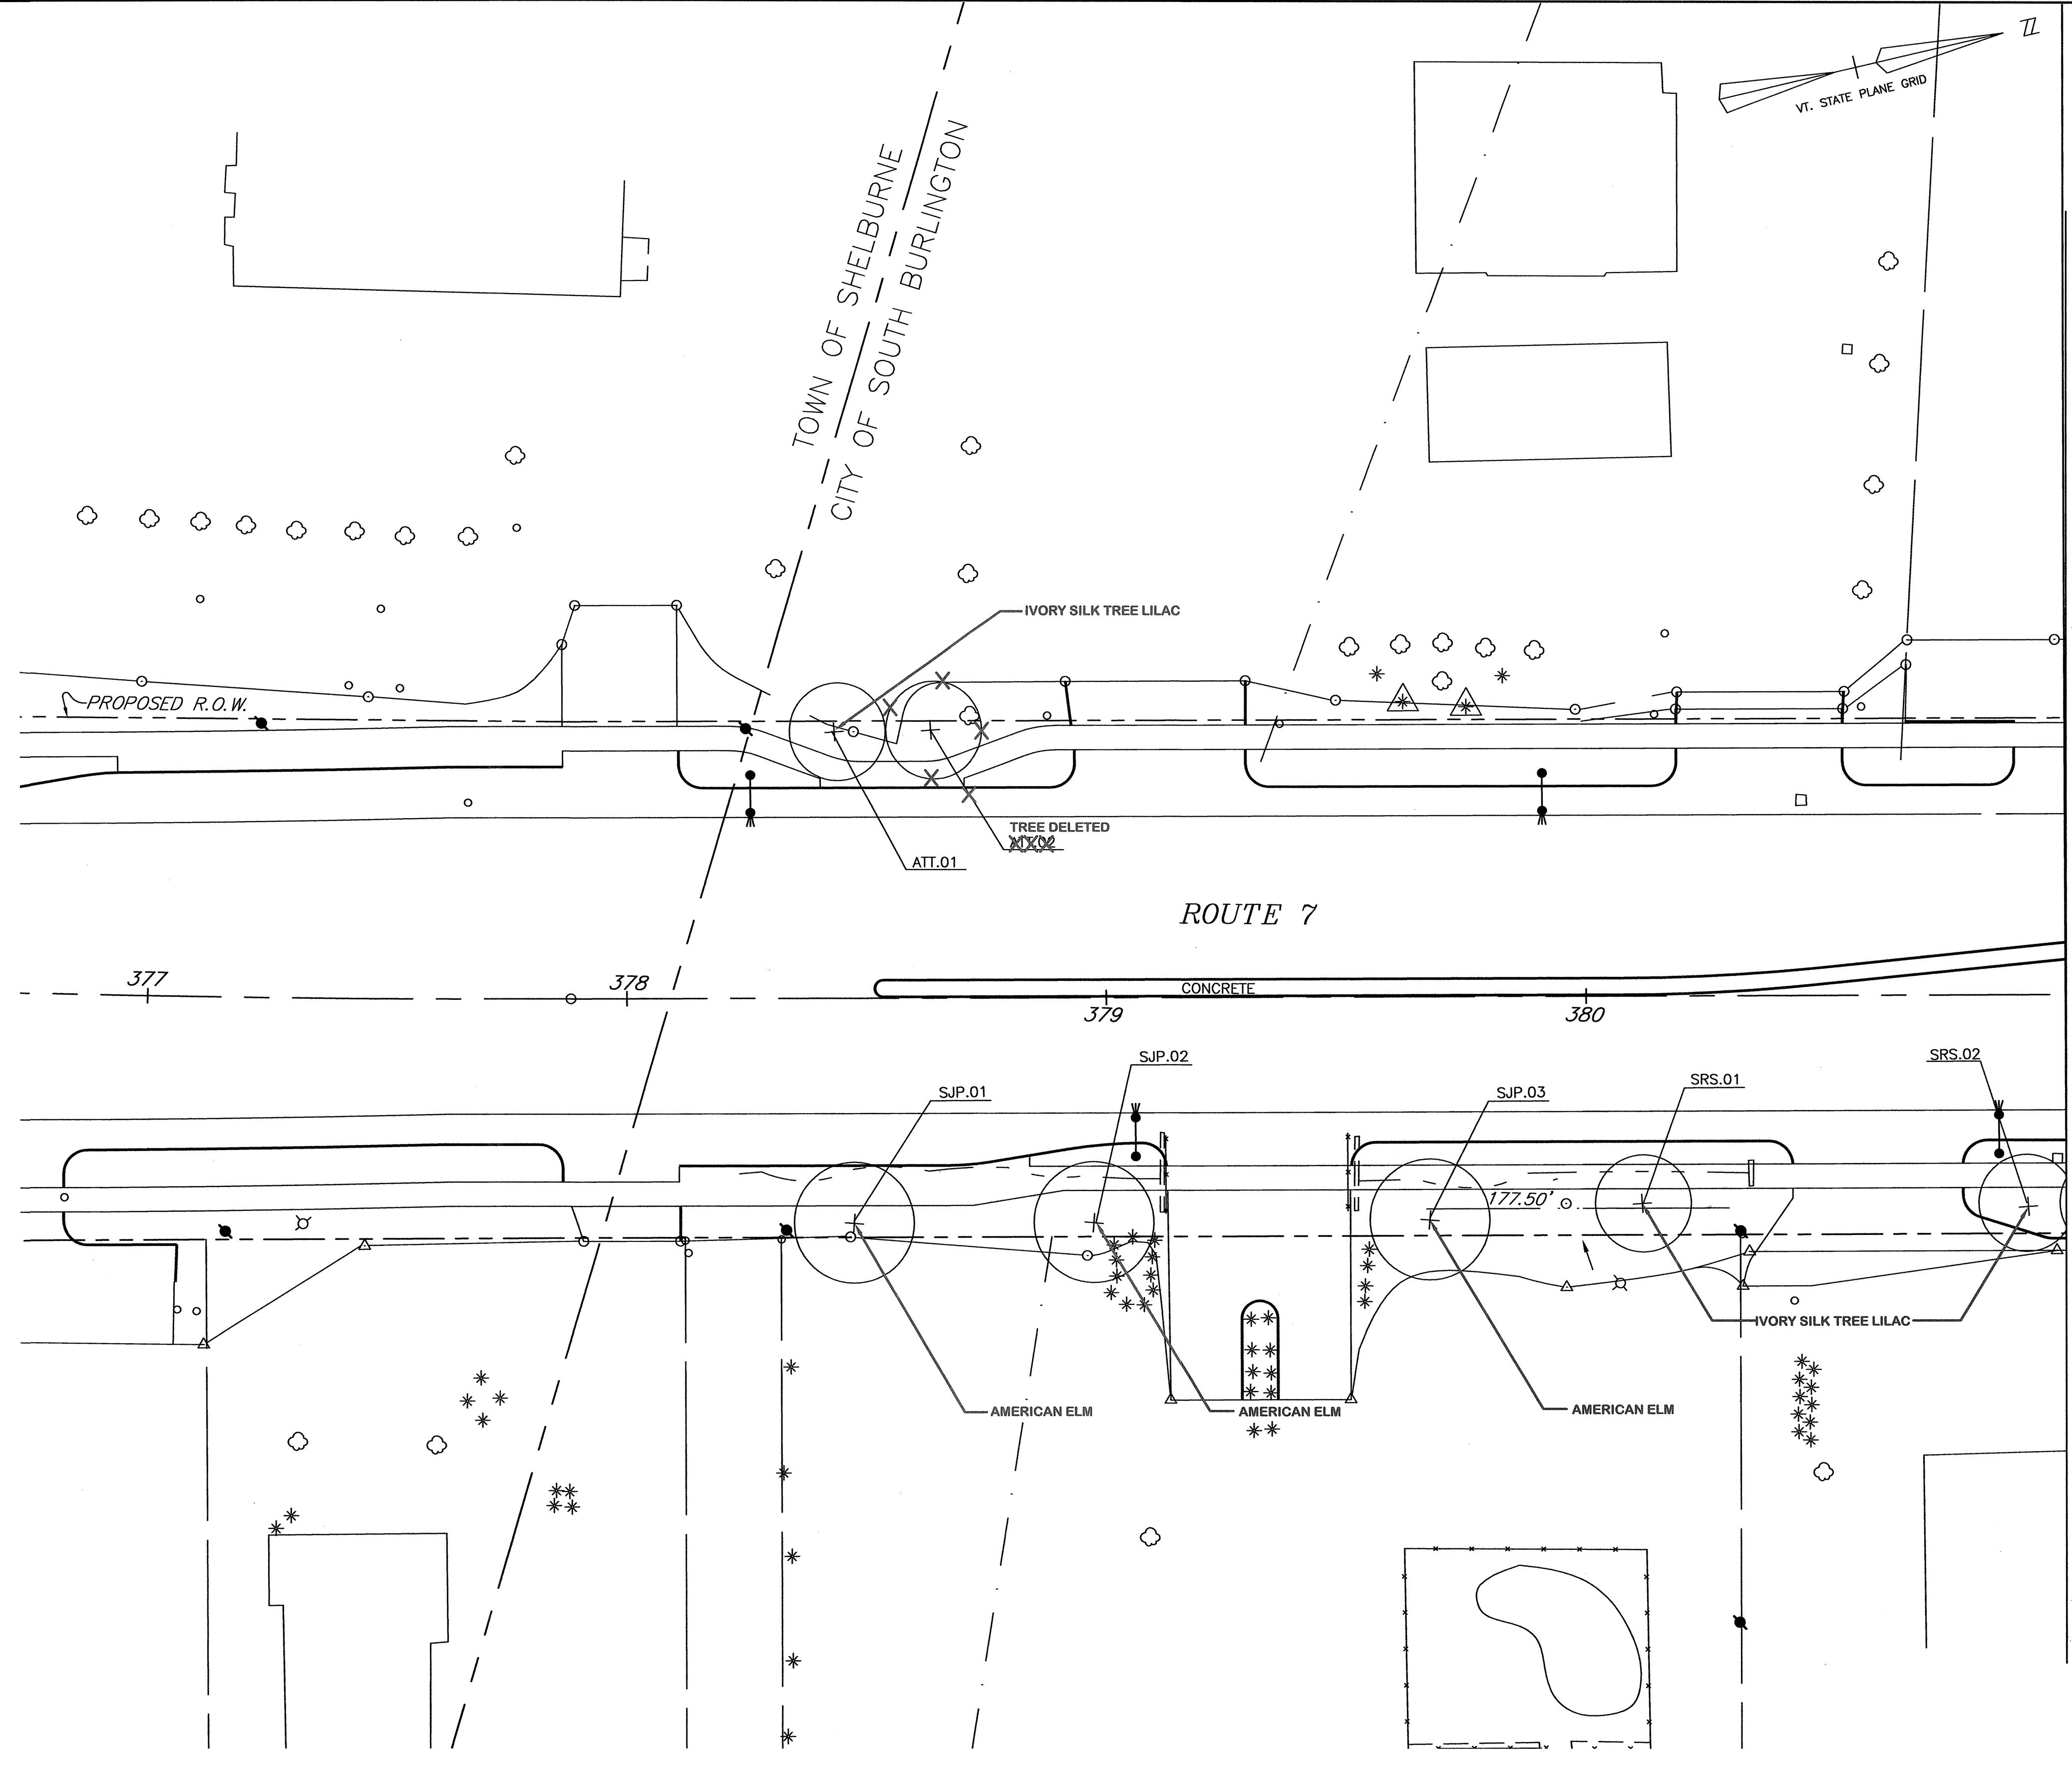 Z
VT. STATE PLANE GRID
TOWN OF SHELBURNE
CITY OF SOUTH BURLINGTON
IVORY SILK TREE LILAC
PROPOSED R.O.W.
TREE DELETED
ATT.02
ATT.01
ROUTE 7
377
378
CONCRETE
379
380
SJP.02
SRS.02
SJP.01
SJP.03
SRS.01
177.50'
IVORY SILK TREE LILAC
AMERICAN ELM
AMERICAN ELM
AMERICAN ELM